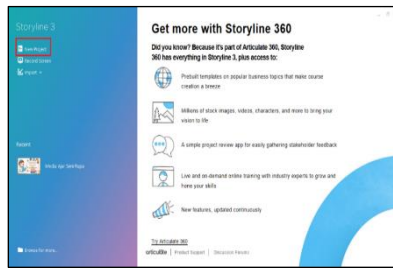 Storyline 3
New Project
Record Screen
Import
Recent
Browse for more...
Get more with Storyline 360
Did you know? Because it's part of Articulate 360, Storyline
360 has everything in Storyline 3, plus access to:
Prebuilt templates on popular business topics that make course
creation a breeze
Millions of stock images, videos, characters, and more to bring your
vision to life
A simple project review app for easily gathering stakeholder feedback
Live and on-demand online training with industry experts to grow and
hone your skills
New features, updated continuously
Try Articulate 360
articulate | Product Support | Discussion Forums